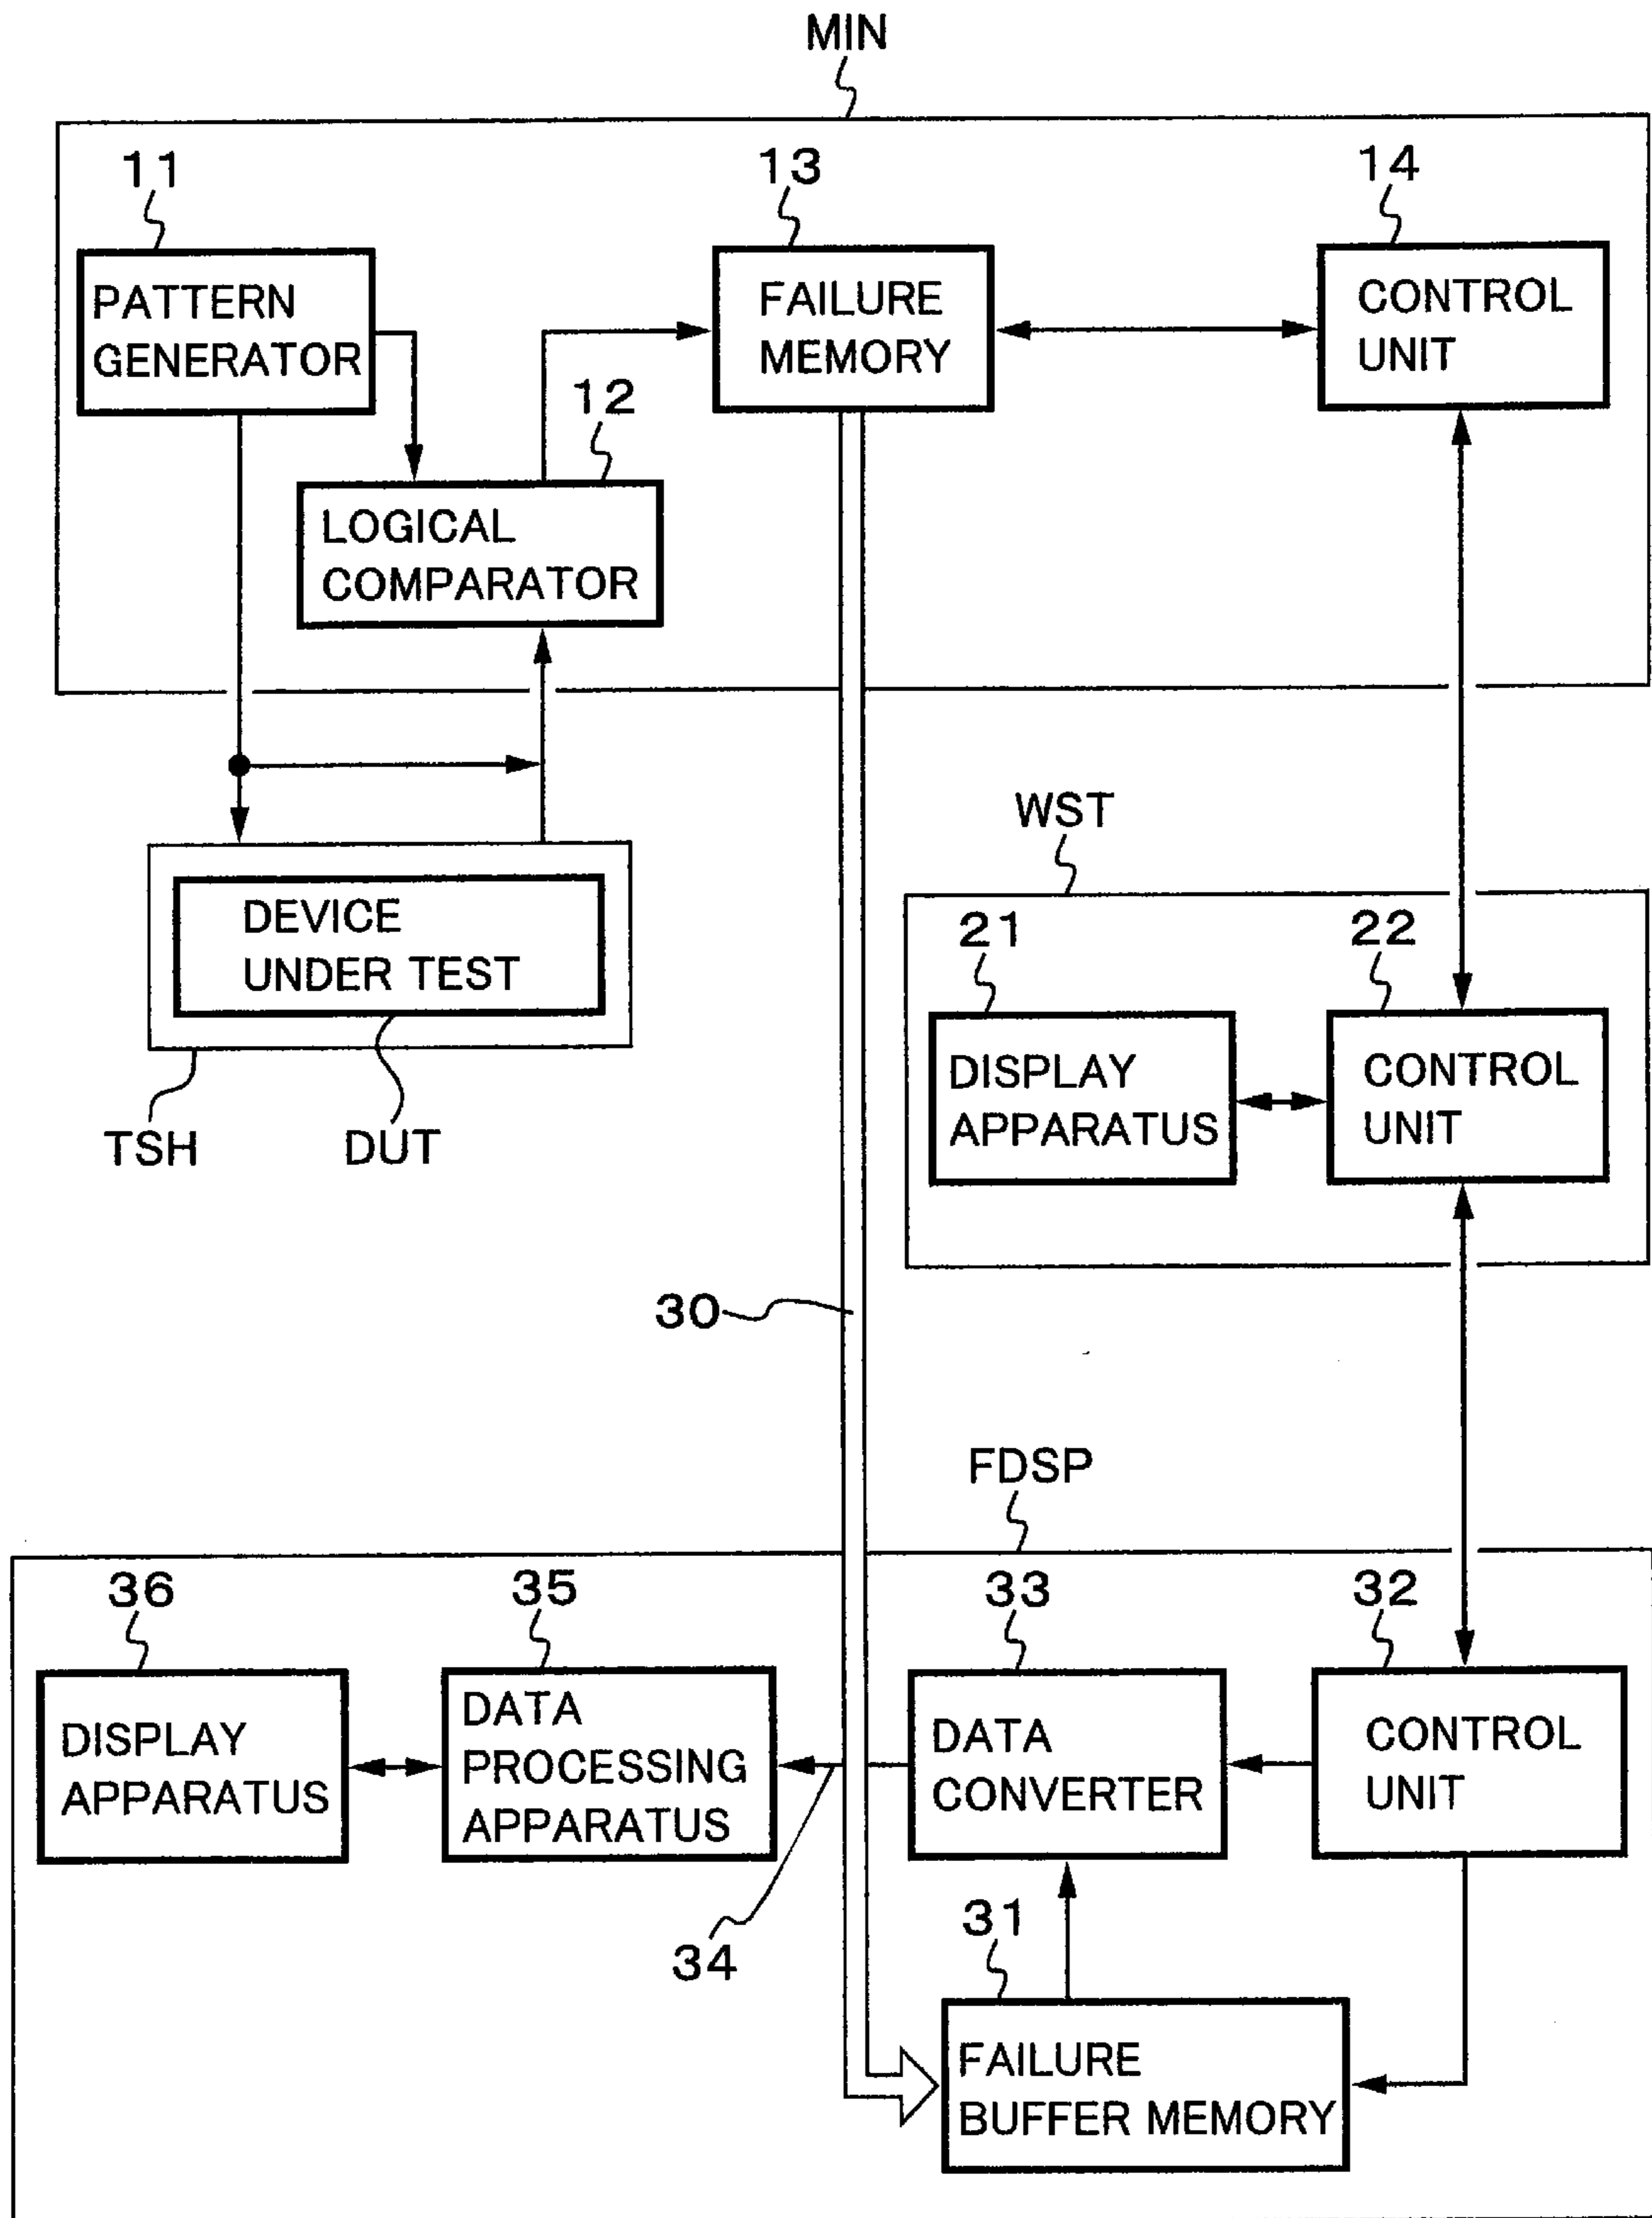 MIN
11
13
14
PATTERN
GENERATOR
FAILURE
MEMORY
CONTROL
UNIT
12
LOGICAL
COMPARATOR
DEVICE
UNDER TEST
TSH
DUT
WST
21
22
DISPLAY
APPARATUS
CONTROL
UNIT
30
FDSP
36
35
33
32
DISPLAY
APPARATUS
DATA
PROCESSING
APPARATUS
DATA
CONVERTER
CONTROL
UNIT
34
31
FAILURE
BUFFER MEMORY